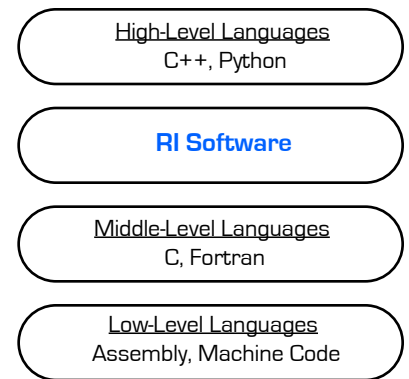 High-Level Languages
C++, Python
RI Software
Middle-Level Languages
C, Fortran
Low-Level Languages
Assembly, Machine Code